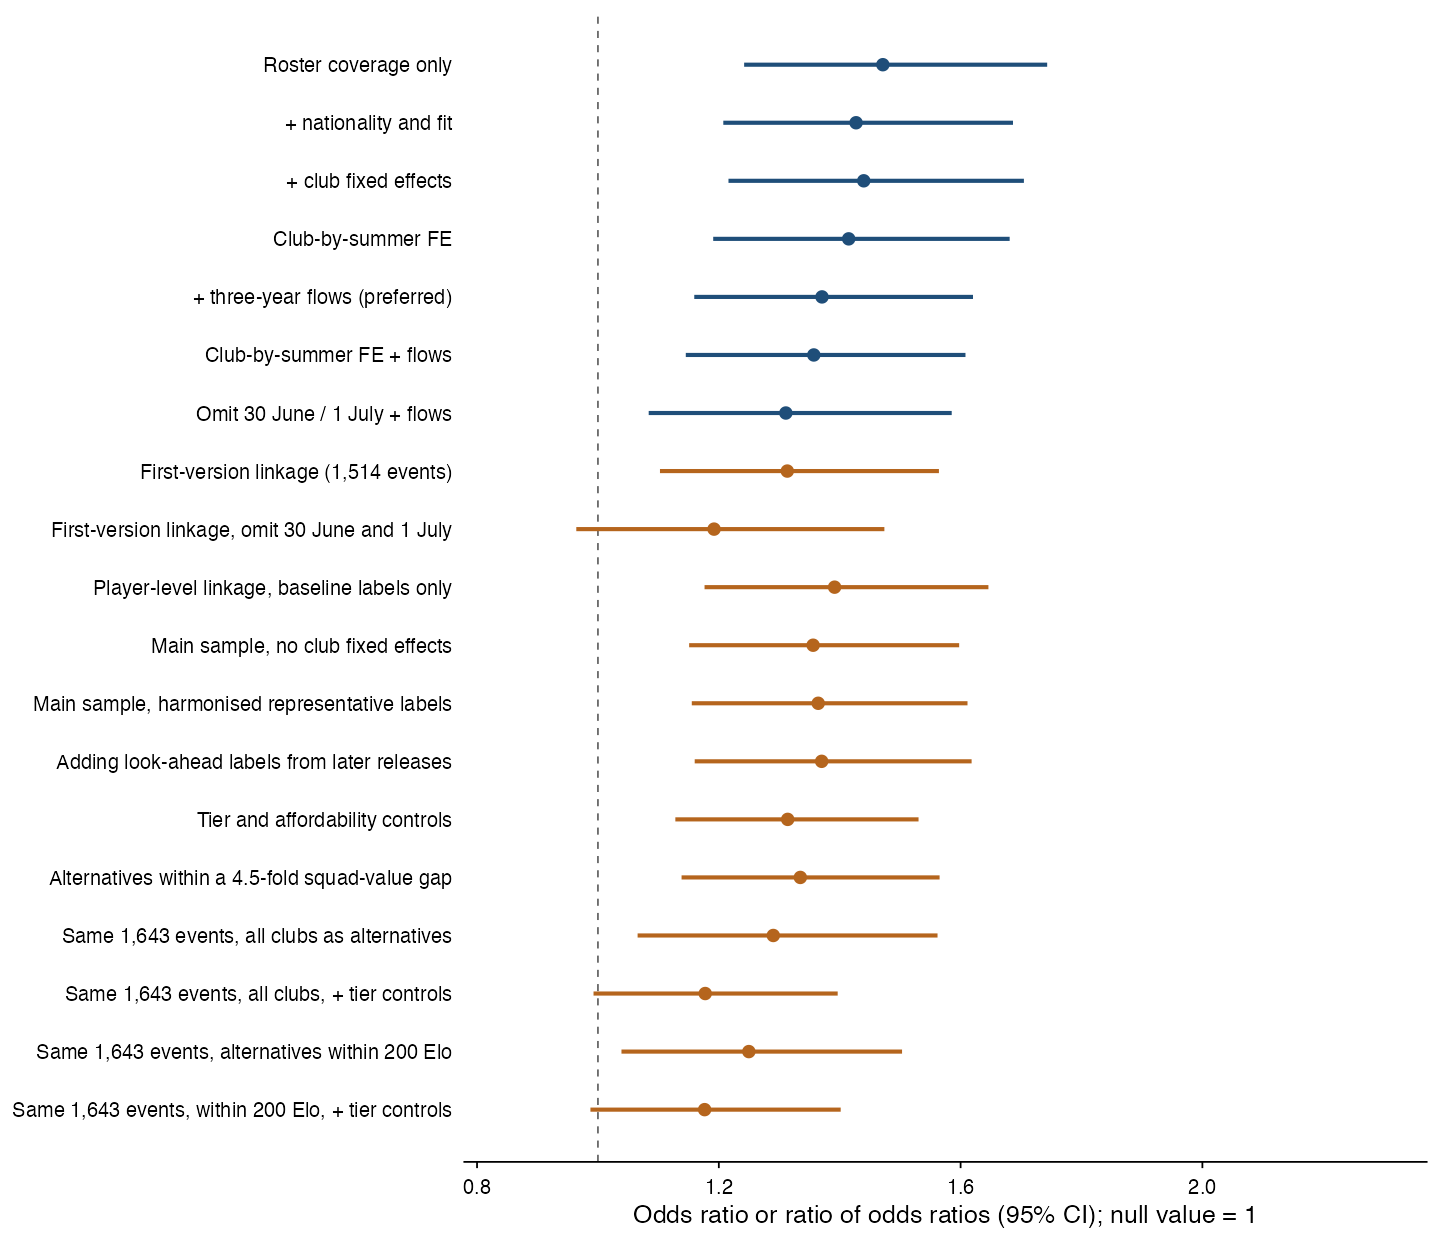 Roster coverage only
+ nationality and fit
+ club fixed effects
Club-by-summer FE
+ three-year flows (preferred)
Club-by-summer FE + flows
Omit 30 June / 1 July + flows
First-version linkage (1,514 events)
First-version linkage, omit 30 June and 1 July
Player-level linkage, baseline labels only
Main sample, no club fixed effects
Main sample, harmonised representative labels
Adding look-ahead labels from later releases
Tier and affordability controls
Alternatives within a 4.5-fold squad-value gap
Same 1,643 events, all clubs as alternatives
Same 1,643 events, all clubs, + tier controls
Same 1,643 events, alternatives within 200 Elo
Same 1,643 events, within 200 Elo, + tier controls
0.8 1.2 1.6 2.0
Odds ratio or ratio of odds ratios (95% CI); null value = 1